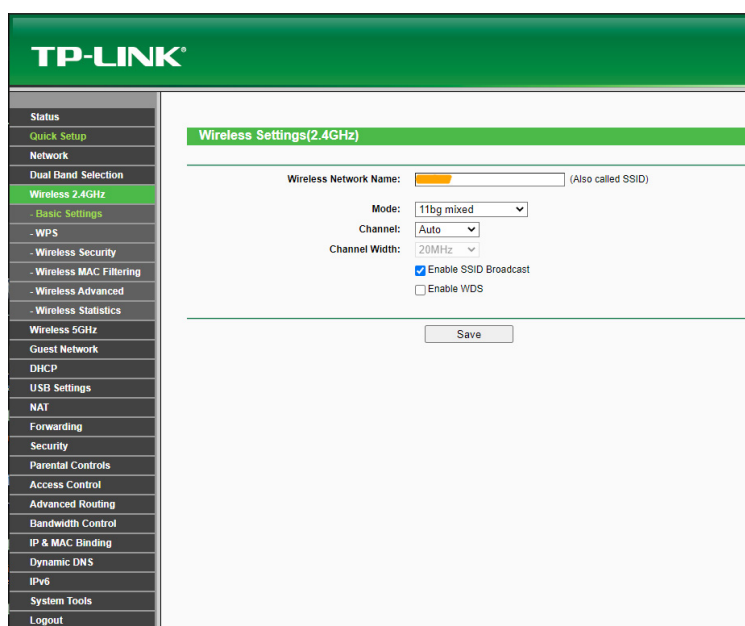 TP-LINK®
Status
Quick Setup
Network
Dual Band Selection
Wireless 2.4GHz
- Basic Settings
- WPS
- Wireless Security
- Wireless MAC Filtering
- Wireless Advanced
- Wireless Statistics
Wireless 5GHz
Guest Network
DHCP
USB Settings
NAT
Forwarding
Security
Parental Controls
Access Control
Advanced Routing
Bandwidth Control
IP & MAC Binding
Dynamic DNS
IPv6
System Tools
Logout
Wireless Settings(2.4GHz)
Wireless Network Name: (Also called SSID)
Mode: 11bg mixed
Channel: Auto
Channel Width: 20MHz
Enable SSID Broadcast
Enable WDS
Save